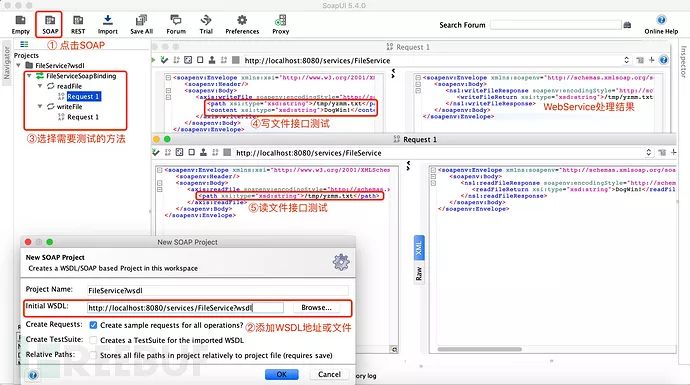 SoapUI 5.4.0
Empty SOAP REST Import Save All Forum Trial Preferences Proxy
Search Forum
Online Help
①点击SOAP
Navigator
Inspector
Projects
FileService?wsdl
FileServiceSoapBinding
readFile
Request 1
writeFile
Request 1
③选择需要测试的方法
Request 1
http://localhost:8080/services/FileService
<soapenv:Envelope xmlns:xsi="http://www.w3.org/2001/XML
<soapenv:Header/>
<soapenv:Body>
<axis:writeFile soapenv:encodingStyle="http://schemas
<path xsi:type="xsd:string">/tmp/yzmm.txt</p
<content xsi:type="xsd:string">DogWin!</cont
</soapenv:Body>
</soapenv:Envelope>
④写文件接口测试
<soapenv:Envelope xmlns:soapenv="http://schemas.xmlsoap.org/s
<soapenv:Body>
<ns1:writeFileResponse soapenv:encodingStyle="http://
<writeFileReturn xsi:type="xsd:string">/tmp/yzmm.txt
</ns1:writeFileResponse>
WebService处理结果
Request 1
http://localhost:8080/services/FileService
<soapenv:Envelope xmlns:xsi="http://www.w3.org/2001/XMLSchem
<soapenv:Header/>
<soapenv:Body>
<axis:readFile soapenv:encodingStyle="http://schemas.
<path xsi:type="xsd:string">/tmp/yzmm.txt</path>
</axis:readFile>
</soapenv:Body>
</soapenv:Envelope>
⑤读文件接口测试
XML
Raw
<soapenv:Envelope xmlns:soapenv="http://schemas.xmlsoap.org/
<soapenv:Body>
<ns1:readFileResponse soapenv:encodingStyle="http://
<readFileReturn xsi:type="xsd:string">DogWin!</rea
</ns1:readFileResponse>
</soapenv:Body>
</soapenv:Envelope>
New SOAP Project
New SOAP Project
Creates a WSDL/SOAP based Project in this workspace
Project Name: FileService?wsdl
Initial WSDL: http://localhost:8080/services/FileService?wsdl Browse...
②添加WSDL地址或文件
Create Requests: Create sample requests for all operations?
Create TestSuite: Creates a TestSuite for the imported WSDL
Relative Paths: Stores all file paths in project relatively to project file (requires save)
OK Cancel
ory log
REEBUF